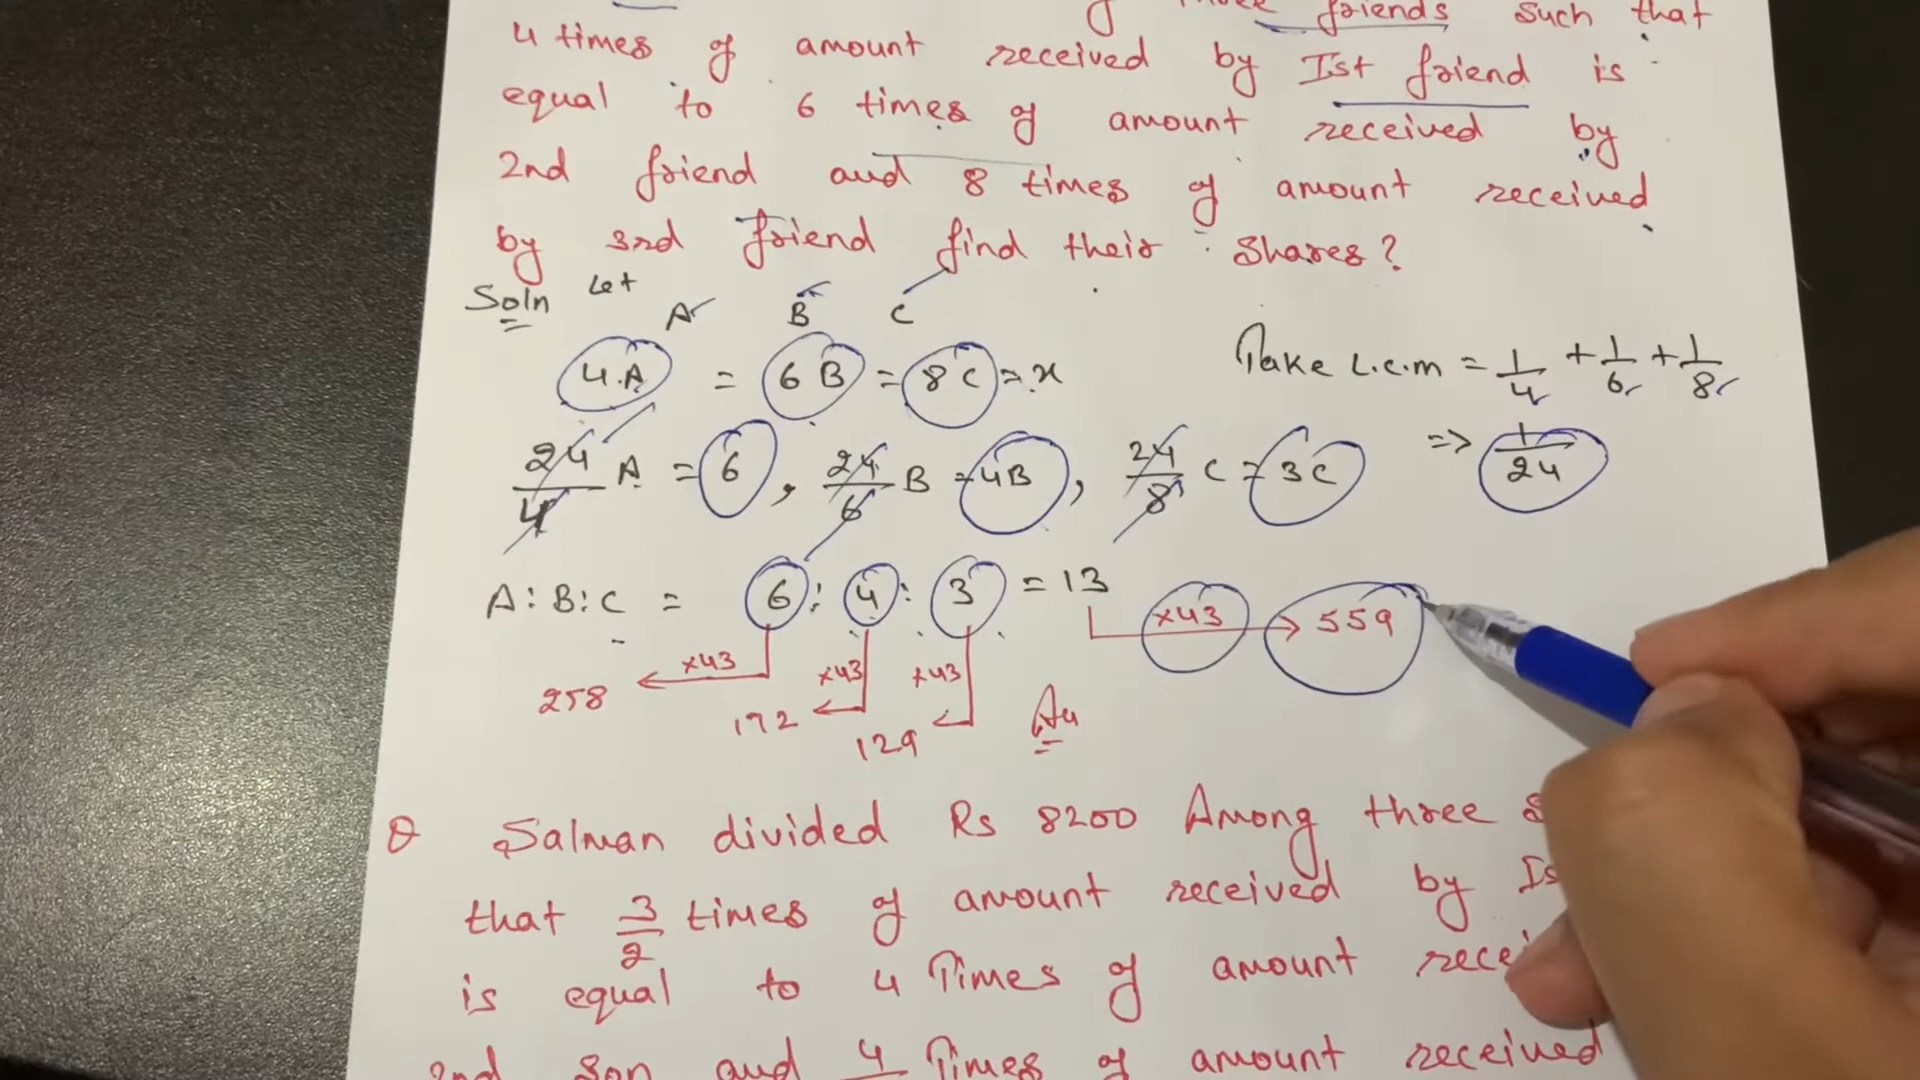 friends such that
4 times of amount received by Ist friend is
equal to 6 times of amount received by
2nd friend and 8 times of amount received
by 3rd friend find their shares?
Soln Let
A B C
4.A = 6B = 8C = x
Take L.c.m = 1/4 + 1/6 + 1/8
24/4 A = 6, 24/6 B = 4B, 24/8 C = 3C
=> 1/24
A:B:C = 6:4:3 = 13
×43 559
×43 ×43 ×43
258 172 129
Q Salman divided Rs 8200 Among three
that 3/2 times of amount received by
is equal to 4 Times of amount
2nd son and 4 Times of amount received